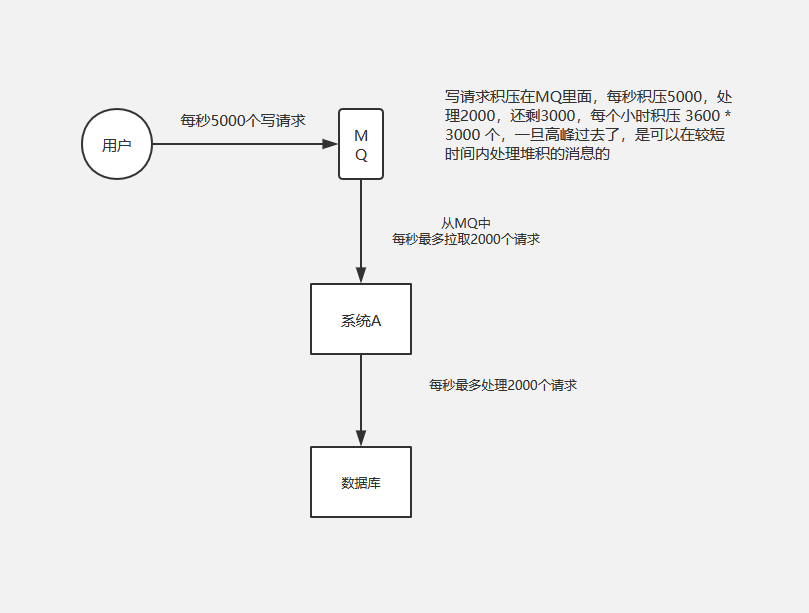 写请求积压在MQ里面，每秒积压5000，处
理2000，还剩3000，每个小时积压 3600 *
3000 个，一旦高峰过去了，是可以在较短
时间内处理堆积的消息的
每秒5000个写请求
用户
M
Q
从MQ中
每秒最多拉取2000个请求
系统A
每秒最多处理2000个请求
数据库